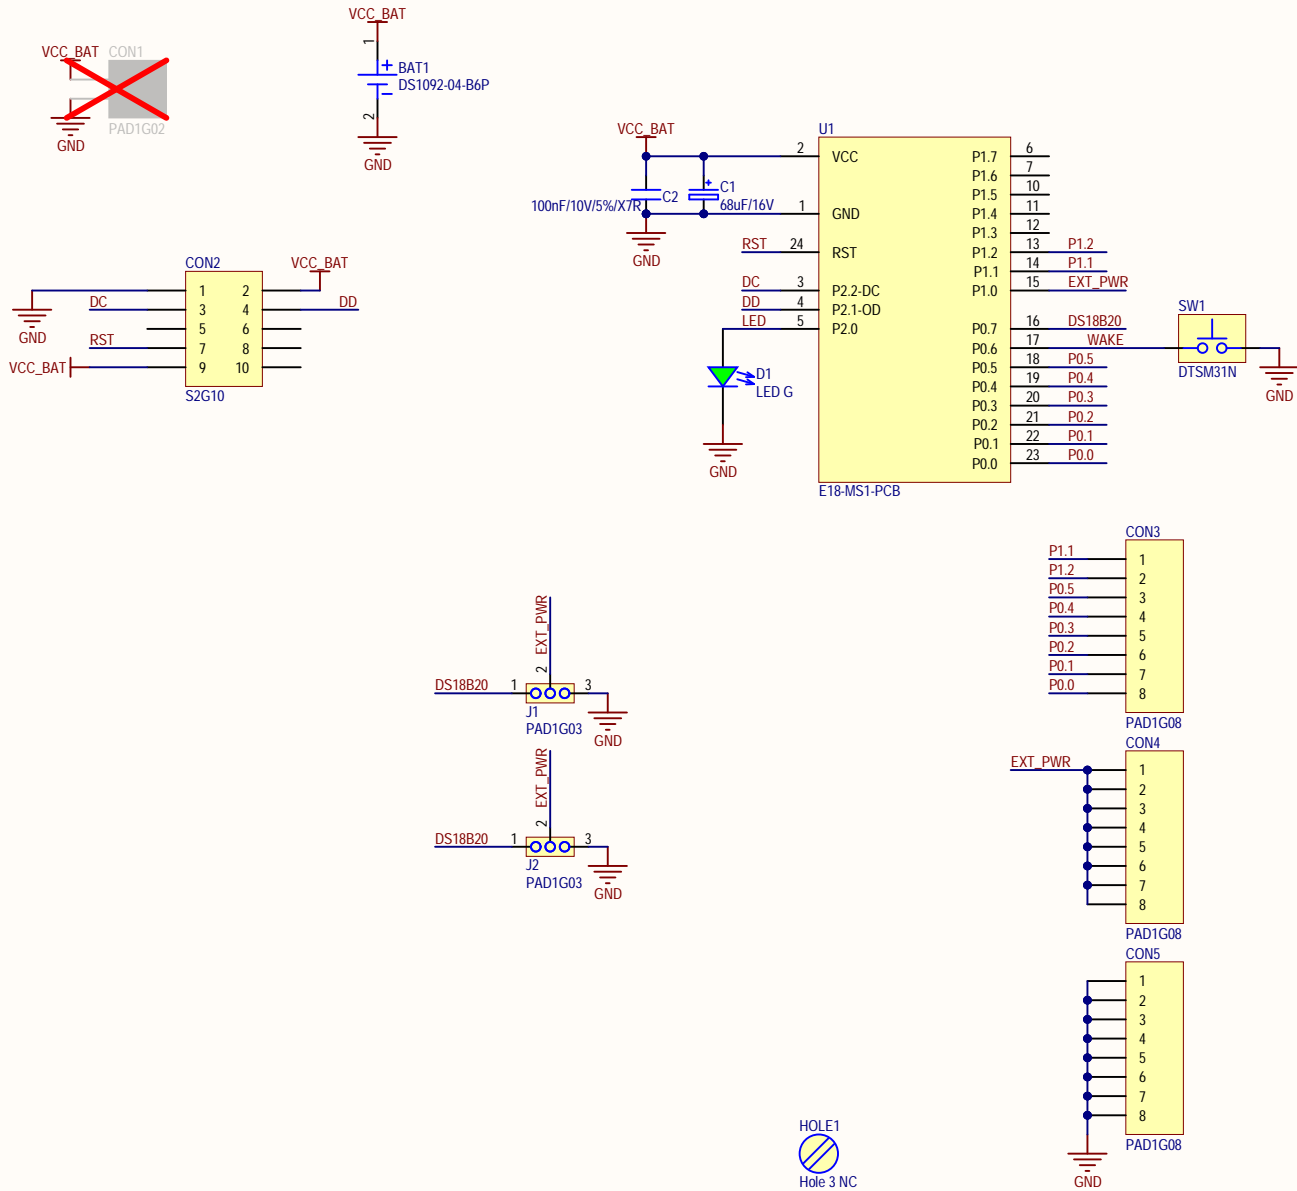 VCC_BAT
CON1
PAD1G02
GND
VCC_BAT
1
BAT1
DS1092-04-B6P
2
GND
CON2
VCC_BAT
1 2
DC 3 4 DD
GND
5 6
RST 7 8
VCC_BAT 9 10
S2G10
VCC_BAT
C2
100nF/10V/5%/X7R
C1
68uF/16V
GND
U1
2 VCC
1 GND
RST 24 RST
DC 3 P2.2-DC
DD 4 P2.1-OD
LED 5 P2.0
P1.7 6
P1.6 7
P1.5 10
P1.4 11
P1.3 12
P1.2 13 P1.2
P1.1 14 P1.1
P1.0 15 EXT_PWR
P0.7 16 DS18B20
P0.6 17 WAKE
P0.5 18 P0.5
P0.4 19 P0.4
P0.3 20 P0.3
P0.2 21 P0.2
P0.1 22 P0.1
P0.0 23 P0.0
E18-MS1-PCB
D1
LED G
GND
SW1
DTSM31N
GND
EXT_PWR
2
DS18B20 1 3
J1
PAD1G03
GND
EXT_PWR
2
DS18B20 1 3
J2
PAD1G03
GND
CON3
P1.1 1
P1.2 2
P0.5 3
P0.4 4
P0.3 5
P0.2 6
P0.1 7
P0.0 8
PAD1G08
CON4
EXT_PWR 1
2
3
4
5
6
7
8
PAD1G08
CON5
1
2
3
4
5
6
7
8
PAD1G08
GND
HOLE1
Hole 3 NC